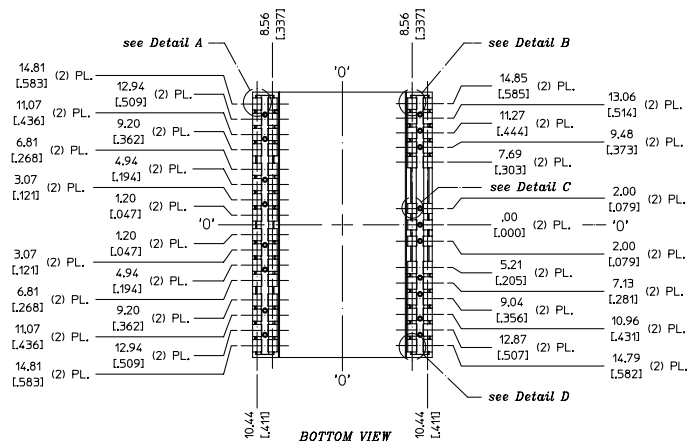 8.56
[.337]
8.56
[.337]
see Detail A
see Detail B
'0'
14.81
[.583] (2) PL.
12.94
[.509] (2) PL.
11.07
[.436] (2) PL.
9.20
[.362] (2) PL.
6.81
[.268] (2) PL.
4.94
[.194] (2) PL.
3.07
[.121] (2) PL.
1.20
[.047] (2) PL.
'0'
1.20
[.047] (2) PL.
3.07
[.121] (2) PL.
4.94
[.194] (2) PL.
6.81
[.268] (2) PL.
9.20
[.362] (2) PL.
11.07
[.436] (2) PL.
12.94
[.509] (2) PL.
14.81
[.583] (2) PL.
14.85
[.585] (2) PL.
13.06
[.514] (2) PL.
11.27
[.444] (2) PL.
9.48
[.373] (2) PL.
7.69
[.303] (2) PL.
see Detail C
2.00
[.079] (2) PL.
.00
[.000] (2) PL.
'0'
2.00
[.079] (2) PL.
5.21
[.205] (2) PL.
7.13
[.281] (2) PL.
9.04
[.356] (2) PL.
10.96
[.431] (2) PL.
12.87
[.507] (2) PL.
14.79
[.582] (2) PL.
see Detail D
'0'
10.44
[.411]
10.44
[.411]
BOTTOM VIEW